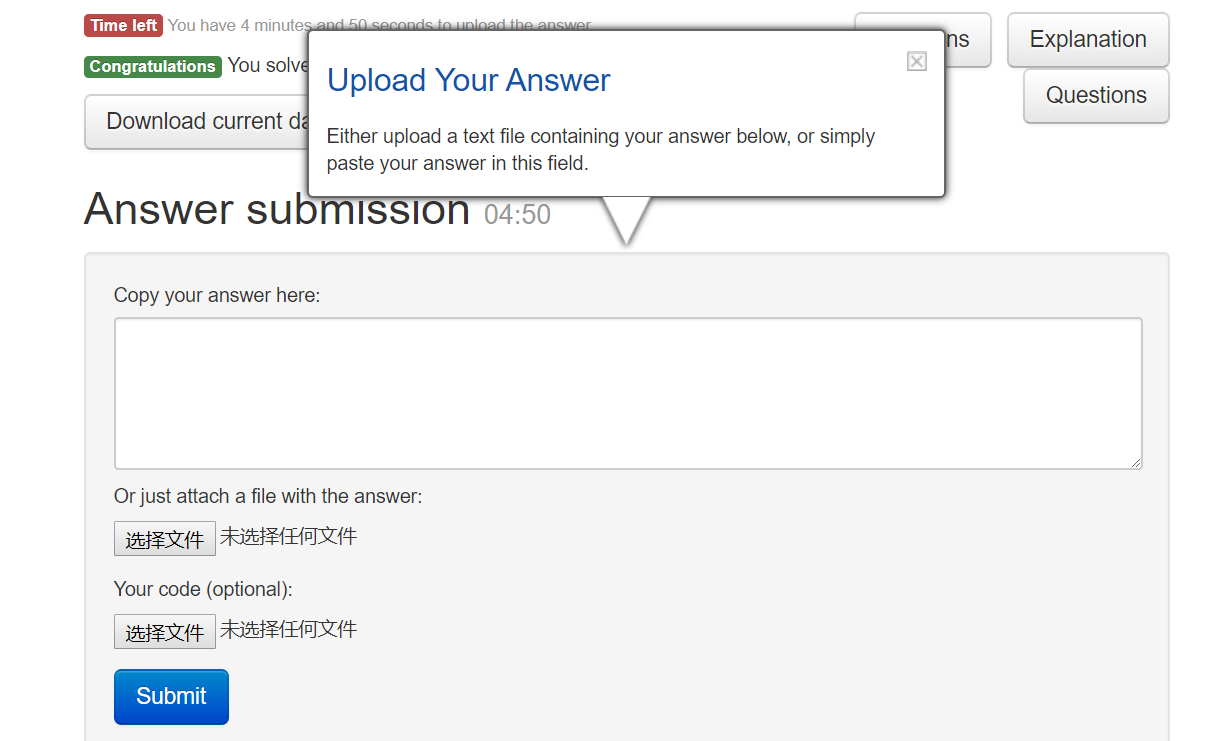 Time left You have 4 minutes and 50 seconds to upload the answer
Explanation
Congratulations You solve
Questions
Download current da
Upload Your Answer
Either upload a text file containing your answer below, or simply
paste your answer in this field.
Answer submission 04:50
Copy your answer here:
Or just attach a file with the answer:
选择文件 未选择任何文件
Your code (optional):
选择文件 未选择任何文件
Submit